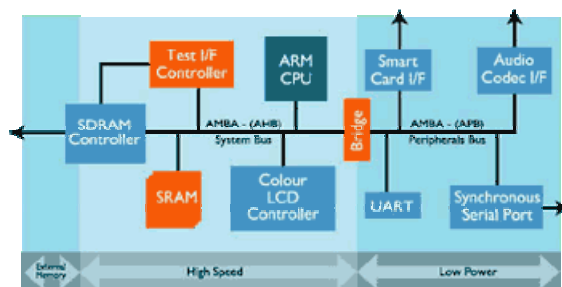 Test I/F
Controller
ARM
CPU
Smart
Card I/F
Audio
Codec I/F
SDRAM
Controller
AMBA - (AHB)
System Bus
Bridge
AMBA - (APB)
Peripherals Bus
SRAM
Colour
LCD
Controller
UART
Synchronous
Serial Port
External
Memory
High Speed
Low Power